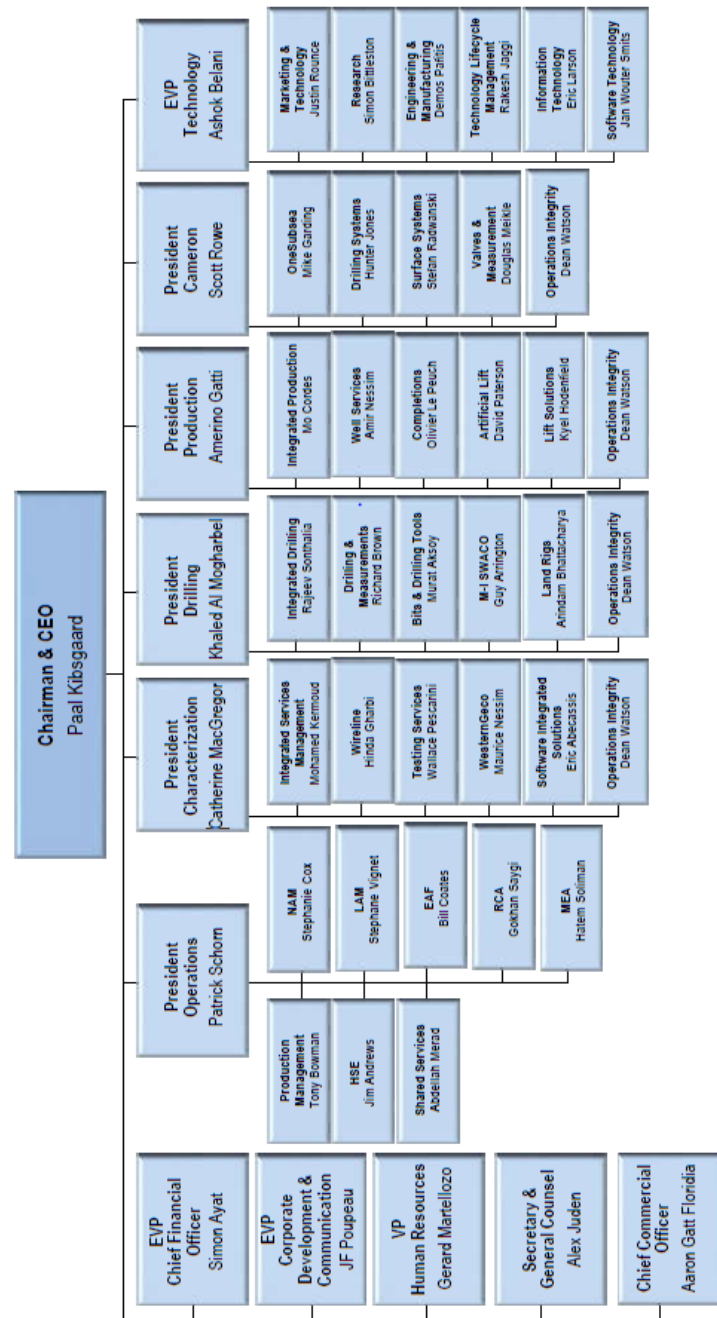 Chairman & CEO
Paal Kibsgaard
EVP
Chief Financial
Officer
Simon Ayat
EVP
Corporate
Development &
Communication
JF Poupeau
VP
Human Resources
Gerard Martellozo
Secretary &
General Counsel
Alex Juden
Chief Commercial
Officer
Aaron Gatt Floridia
President
Operations
Patrick Schorn
Production
Management
Tony Bowman
HSE
Jim Andrews
Shared Services
Abdellah Merad
NAM
Stephanie Cox
LAM
Stephane Vignet
EAF
Bill Coates
RCA
Gokhan Saygi
MEA
Hatem Soliman
President
Characterization
Catherine MacGregor
Integrated Services
Management
Mohamed Kermoud
Wireline
Hinda Gharbi
Testing Services
Wallace Pescarini
WesternGeco
Maurice Nessim
Software Integrated
Solutions
Eric Abecassis
Operations Integrity
Dean Watson
President
Drilling
Khaled Al Mogharbel
Integrated Drilling
Rajeev Sonthalia
Drilling &
Measurements
Richard Brown
Bits & Drilling Tools
Murat Aksoy
M-I SWACO
Guy Arrington
Land Rigs
Arindam Bhattacharya
Operations Integrity
Dean Watson
President
Production
Amerino Gatti
Integrated Production
Mo Cordes
Well Services
Amir Nessim
Completions
Olivier Le Peuch
Artificial Lift
David Paterson
Lift Solutions
Kyel Hodenfield
Operations Integrity
Dean Watson
President
Cameron
Scott Rowe
OneSubsea
Mike Garding
Drilling Systems
Hunter Jones
Surface Systems
Stefan Radwanski
Valves &
Measurement
Douglas Meikle
Operations Integrity
Dean Watson
EVP
Technology
Ashok Belani
Marketing &
Technology
Justin Rounce
Research
Simon Bittleston
Engineering &
Manufacturing
Demos Pafitis
Technology Lifecycle
Management
Rakesh Jaggi
Information
Technology
Eric Larson
Software Technology
Jan Wouter Smits